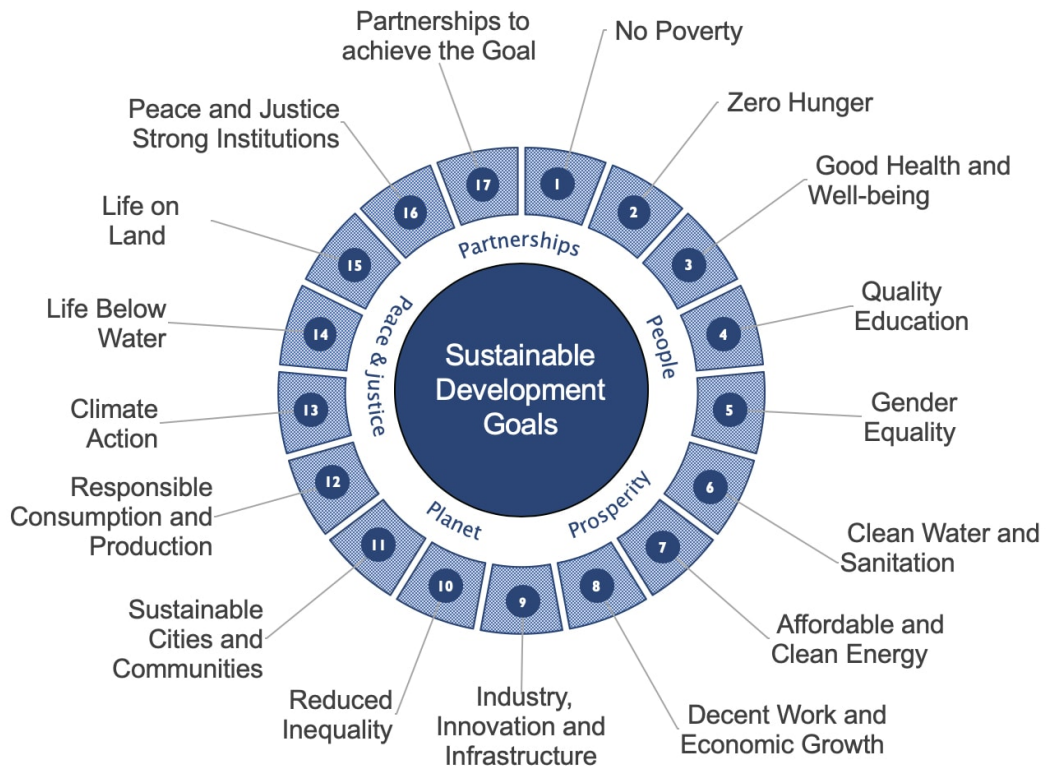 Partnerships to
achieve the Goal
No Poverty
Peace and Justice
Strong Institutions
Zero Hunger
Good Health and
Well-being
Life on
Land
Quality
Education
Life Below
Water
Gender
Equality
Climate
Action
Clean Water and
Sanitation
Responsible
Consumption and
Production
Affordable and
Clean Energy
Sustainable
Cities and
Communities
Decent Work and
Economic Growth
Reduced
Inequality
Industry,
Innovation and
Infrastructure
1
2
3
4
5
6
7
8
9
10
11
12
13
14
15
16
17
Partnerships
People
Prosperity
Planet
Peace & justice
Sustainable
Development
Goals